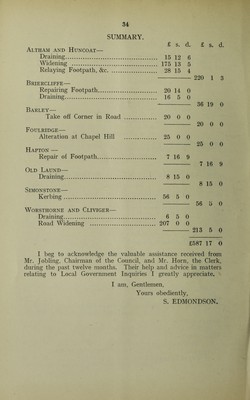 34
SUMMARY.
£ s. d. £ s. d.
Altham and Huncoat—
Draining........................ 15 12 6
Widening ........................ 175 13 5
Relaying Footpath, &c. ................ 28 15 4
220 1 3
Briercliffe—
Repairing Footpath.................. 20 14 0
Draining........................ 16 5 0
36 19 0
Barley—
Take off Corner in Road ............ 20 0 0
20 0 0
Foulridge—
Alteration at Chapel Hill ............ 25 0 0
25 0 0
Hapton—
Repair of Footpath.................. 7 16 9
7 16 9
Old Laund—
Draining........................ 8 15 0
8 15 0
Simonstone—
Kerbing ........................ 56 5 0
56 5 0
Worsthorne and Cliviger—
Draining........................ 6 5 0
Road Widening ........................ 207 0 0
213 5 0
£587 17 0
I beg to acknowledge the valuable assistance received from
Mr. Jobling, Chairman of the Council, and Mr. Horn, the Clerk,
during the past twelve months. Their help and advice in matters
relating to Local Government Inquiries I greatly appreciate.
I am, Gentlemen,
Yours obediently,
S. EDMONDSON.